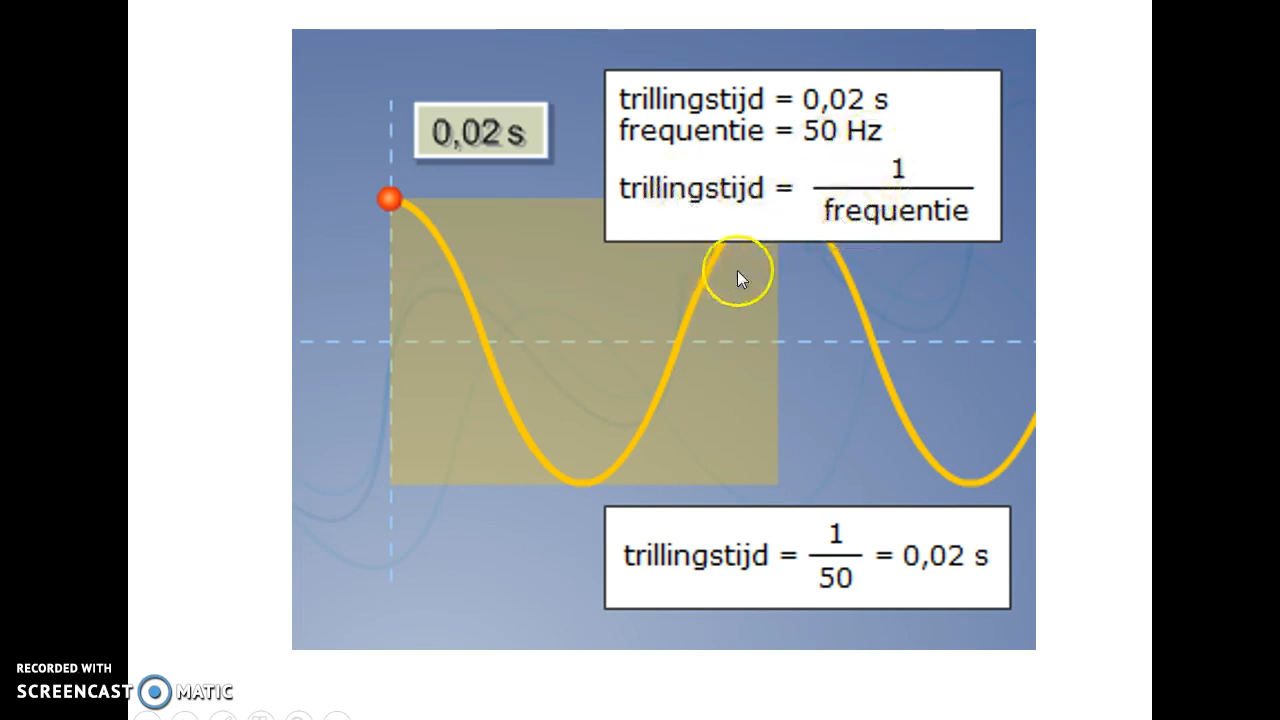 0,02 s
trillingstijd = 0,02 s
frequentie = 50 Hz
trillingstijd = 1
frequentie
trillingstijd = 1
50
= 0,02 s
RECORDED WITH
SCREENCAST MATIC